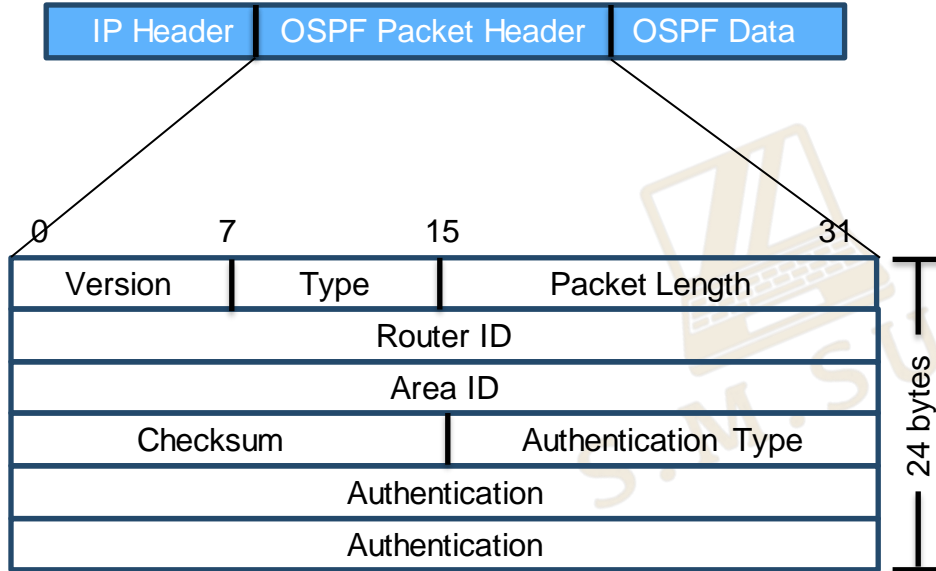 IP Header OSPF Packet Header OSPF Data
0 7 15 31
Version Type Packet Length
Router ID
Area ID
Checksum Authentication Type
Authentication
Authentication
24 bytes
S.M.SU